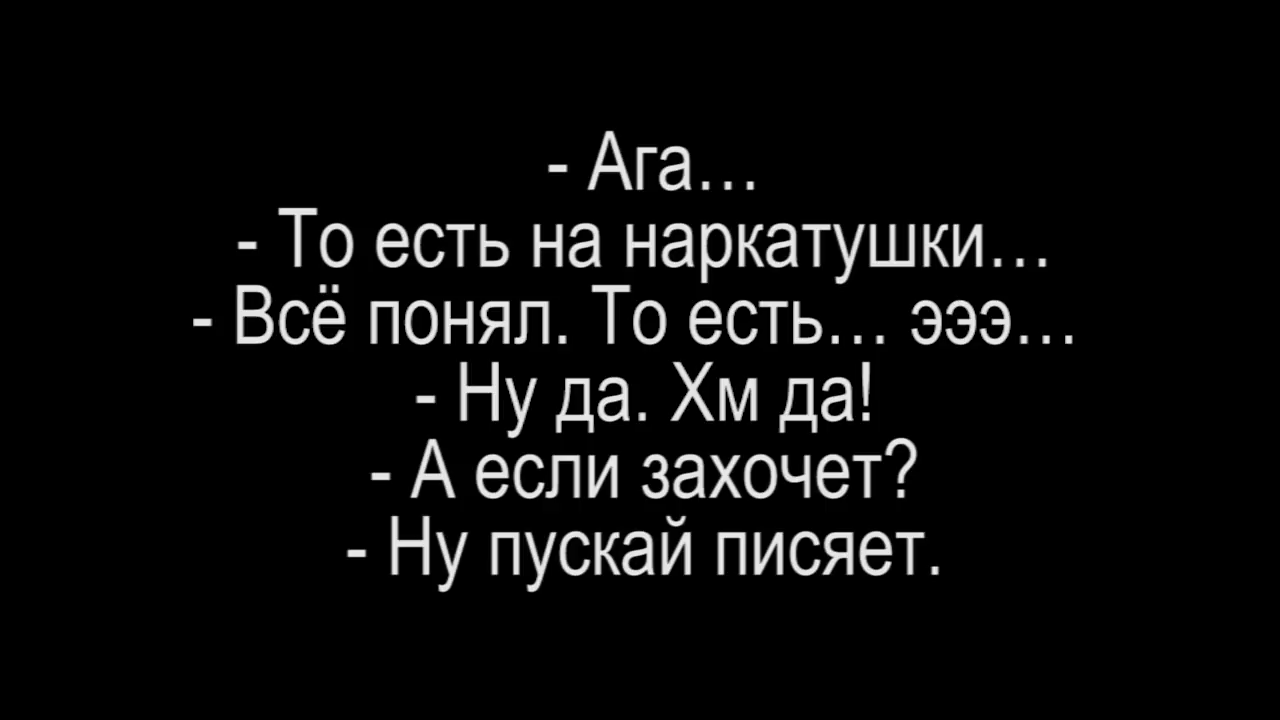 - Ага...
- То есть на наркатушки...
- Всё понял. То есть... эээ...
- Ну да. Хм да!
- А если захочет?
- Ну пускай писяет.